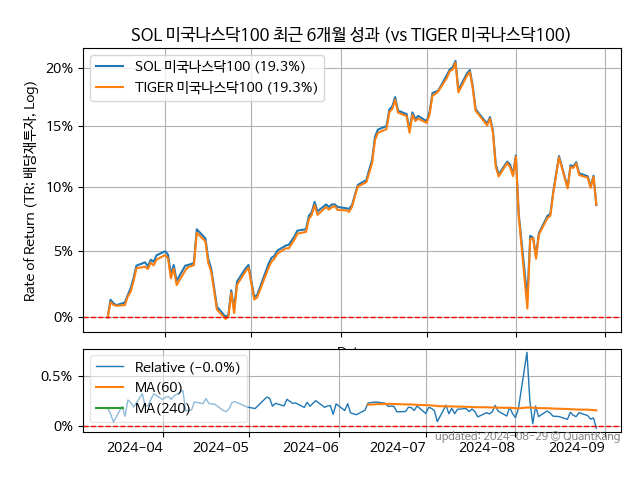 SOL 미국나스닥100 최근 6개월 성과 (vs TIGER 미국나스닥100)
SOL 미국나스닥100 (19.3%)
TIGER 미국나스닥100 (19.3%)
Rate of Return (TR: 배당재투자, Log)
20%
15%
10%
5%
0%
Relative (-0.0%)
MA(60)
MA(240)
0.5%
0%
2024-04
2024-05
2024-06
2024-07
2024-08
2024-09
updated: 2024-08-29 © QuantKang